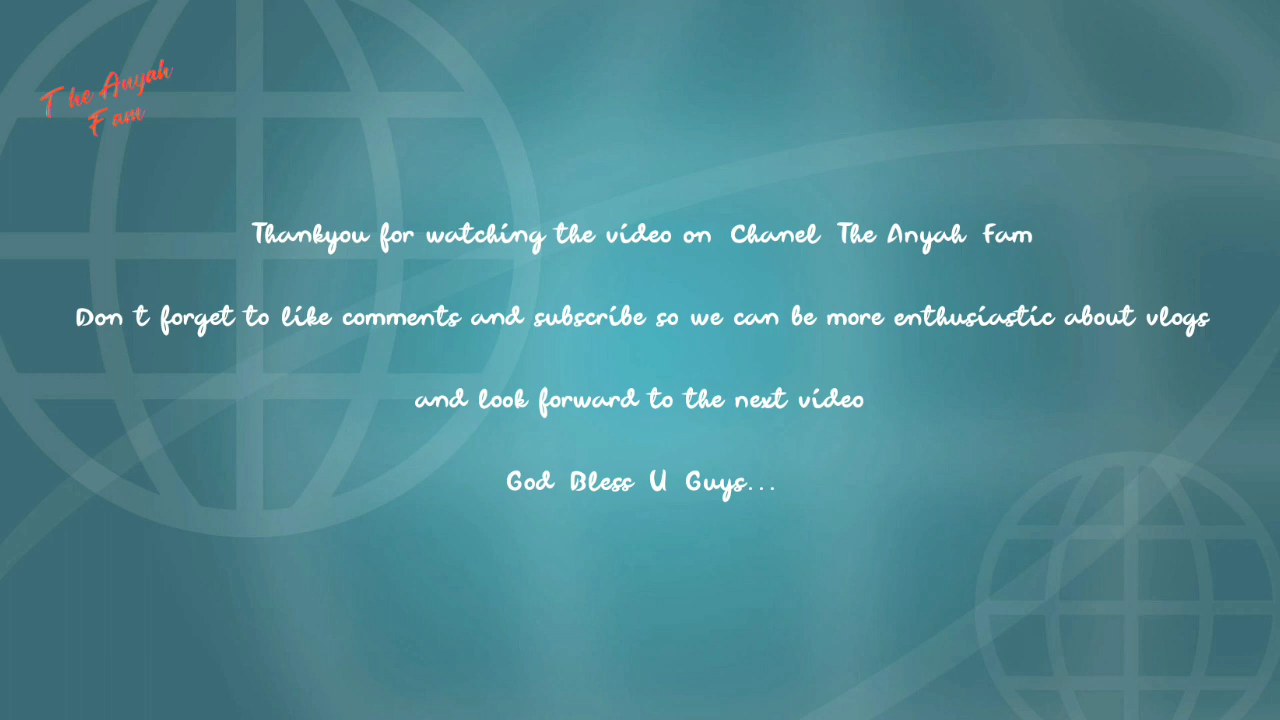 The Anyah
Fam
Thankyou for watching the video on Chanel The Anyah Fam
Don t forget to like comments and subscribe so we can be more enthusiastic about vlogs
and look forward to the next video
God Bless U Guys...